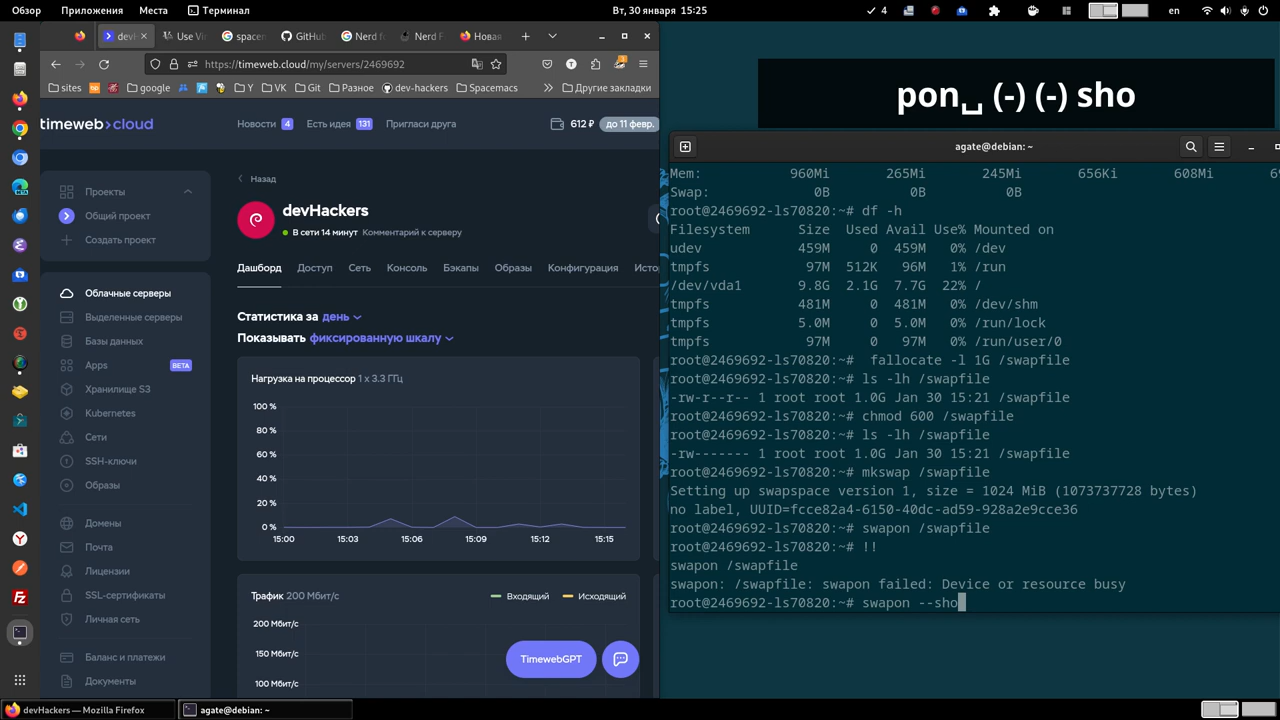 Обзор Приложения Места Терминал Вт, 30 января 15:25 4 en
devH Use Vir spacem GitHub Nerd fo Nerd F Новая
https://timeweb.cloud/my/servers/2469692
sites google Y VK Git Разное dev-hackers Spacemacs Другие закладки
timeweb>cloud Новости 4 Есть идея 131 Пригласи друга 612 ₽ до 11 февр.
Проекты
Общий проект
Создать проект
Облачные серверы
Выделенные серверы
Базы данных
Apps BETA
Хранилище S3
Kubernetes
Сети
SSH-ключи
Образы
Домены
Почта
Лицензии
SSL-сертификаты
Личная сеть
Баланс и платежи
Документы
Назад
devHackers
В сети 14 минут Комментарий к серверу
Дашборд Доступ Сеть Консоль Бэкапы Образы Конфигурация Исто
Статистика за день
Показывать фиксированную шкалу
Нагрузка на процессор 1 x 3.3 ГГц
100 %
80 %
60 %
40 %
20 %
0 %
15:00 15:03 15:06 15:09 15:12 15:15
Трафик 200 Мбит/с Входящий Исходящий
200 Мбит/с
150 Мбит/с
100 Мбит/с
TimewebGPT
pon␣ (-) (-) sho
agate@debian: ~
Mem: 960Mi 265Mi 245Mi 656Ki 608Mi 69
Swap: 0B 0B 0B
root@2469692-ls70820:~# df -h
Filesystem Size Used Avail Use% Mounted on
udev 459M 0 459M 0% /dev
tmpfs 97M 512K 96M 1% /run
/dev/vda1 9.8G 2.1G 7.7G 22% /
tmpfs 481M 0 481M 0% /dev/shm
tmpfs 5.0M 0 5.0M 0% /run/lock
tmpfs 97M 0 97M 0% /run/user/0
root@2469692-ls70820:~#  fallocate -l 1G /swapfile
root@2469692-ls70820:~# ls -lh /swapfile
-rw-r--r-- 1 root root 1.0G Jan 30 15:21 /swapfile
root@2469692-ls70820:~# chmod 600 /swapfile
root@2469692-ls70820:~# ls -lh /swapfile
-rw------- 1 root root 1.0G Jan 30 15:21 /swapfile
root@2469692-ls70820:~# mkswap /swapfile
Setting up swapspace version 1, size = 1024 MiB (1073737728 bytes)
no label, UUID=fcce82a4-6150-40dc-ad59-928a2e9cce36
root@2469692-ls70820:~# swapon /swapfile
root@2469692-ls70820:~# !!
swapon /swapfile
swapon: /swapfile: swapon failed: Device or resource busy
root@2469692-ls70820:~# swapon --sho
devHackers — Mozilla Firefox agate@debian: ~